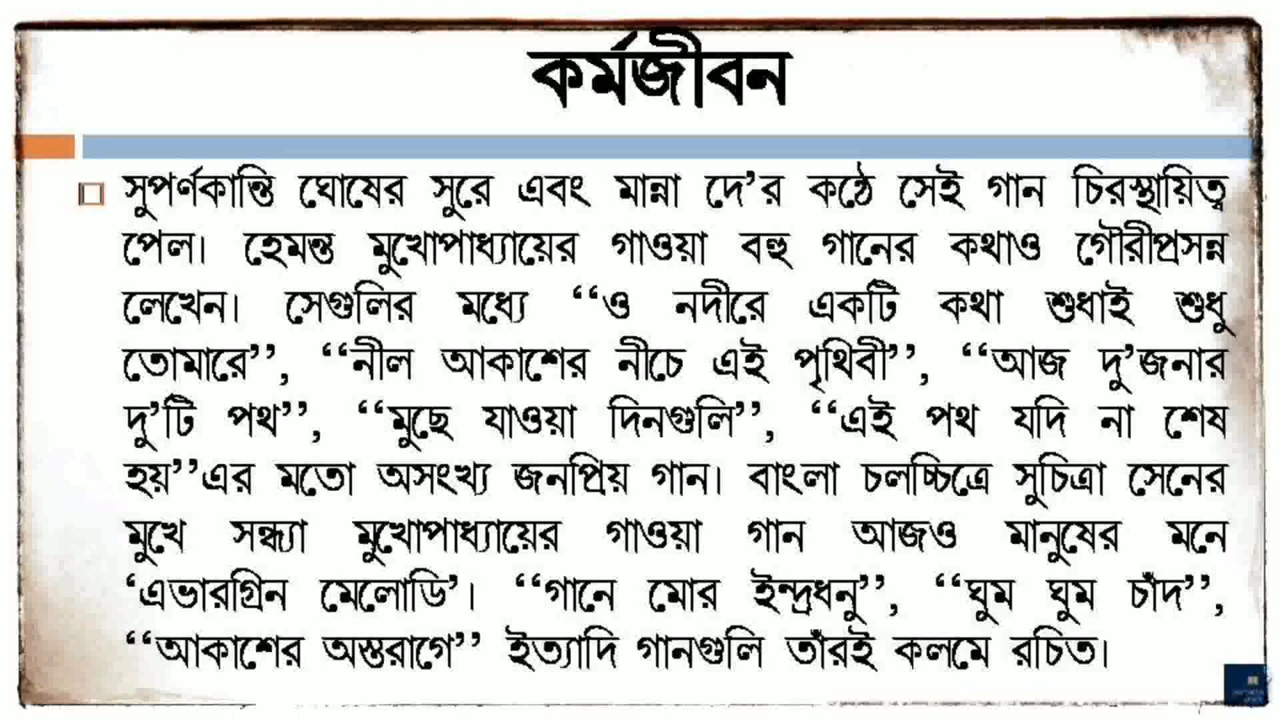 কর্মজীবন
সুপর্ণকান্তি ঘোষের সুরে এবং মান্না দে’র কণ্ঠে সেই গান চিরস্থায়িত্ব
পেল। হেমন্ত মুখোপাধ্যায়ের গাওয়া বহু গানের কথাও গৌরীপ্রসন্ন
লেখেন। সেগুলির মধ্যে ‘‘ও নদীরে একটি কথা শুধাই শুধু
তোমারে’’, ‘‘নীল আকাশের নীচে এই পৃথিবী’’, ‘‘আজ দু’জনার
দু’টি পথ’’, ‘‘মুছে যাওয়া দিনগুলি’’, ‘‘এই পথ যদি না শেষ
হয়’’এর মতো অসংখ্য জনপ্রিয় গান। বাংলা চলচ্চিত্রে সুচিত্রা সেনের
মুখে সন্ধ্যা মুখোপাধ্যায়ের গাওয়া গান আজও মানুষের মনে
‘এভারগ্রিন মেলোডি’। ‘‘গানে মোর ইন্দ্রধনু’’, ‘‘ঘুম ঘুম চাঁদ’’,
‘‘আকাশের অস্তরাগে’’ ইত্যাদি গানগুলি তাঁরই কলমে রচিত।